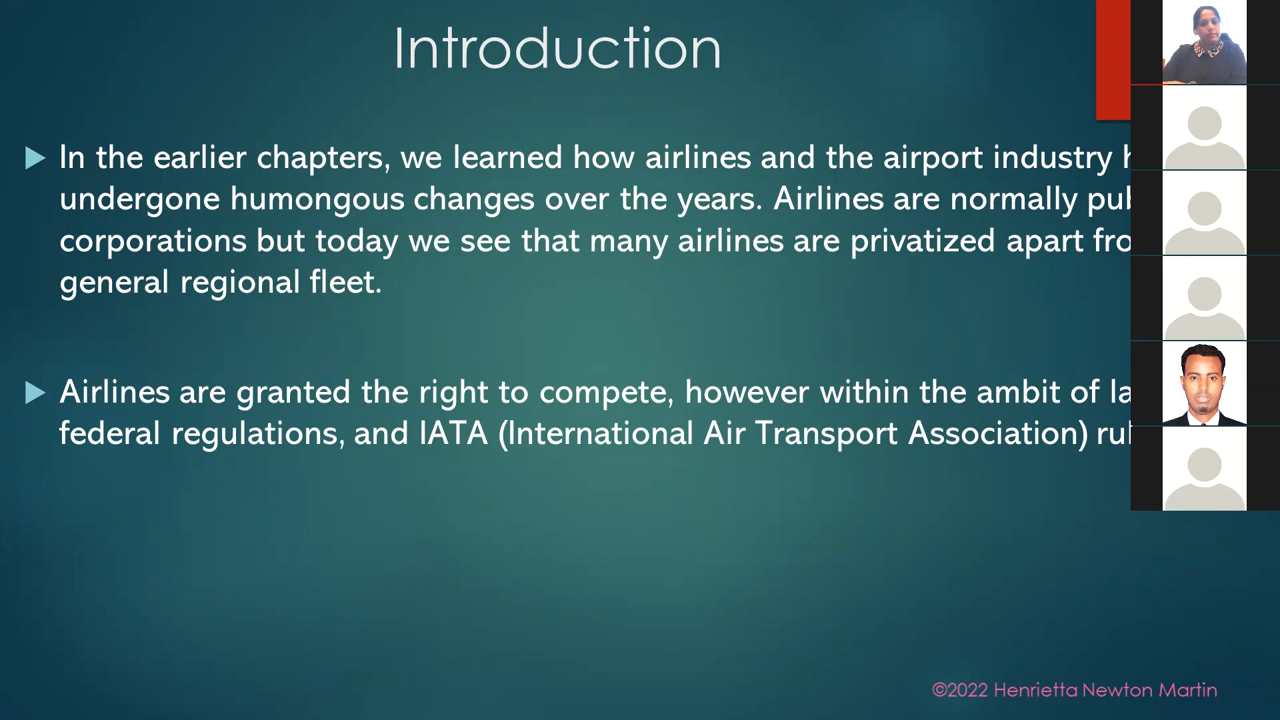 Introduction
In the earlier chapters, we learned how airlines and the airport industry
undergone humongous changes over the years. Airlines are normally
corporations but today we see that many airlines are privatized apart
general regional fleet.
Airlines are granted the right to compete, however within the ambit of
federal regulations, and IATA (International Air Transport Association)
©2022 Henrietta Newton Martin